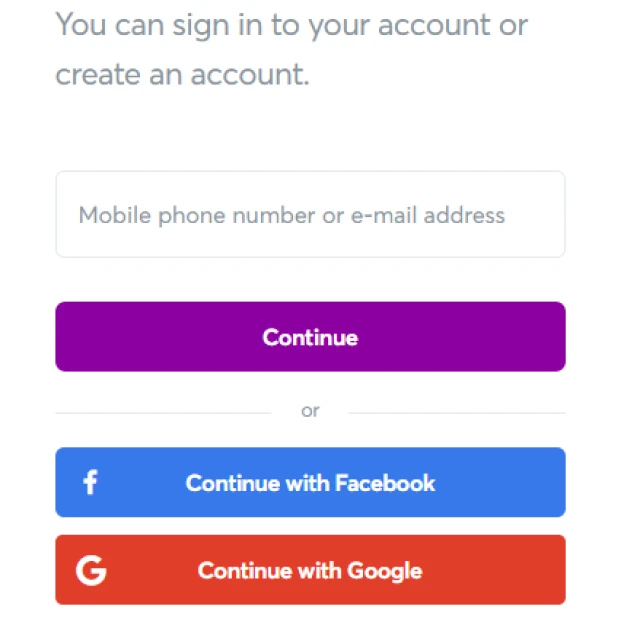 You can sign in to your account or
create an account.
Mobile phone number or e-mail address
Continue
or
Continue with Facebook
Continue with Google